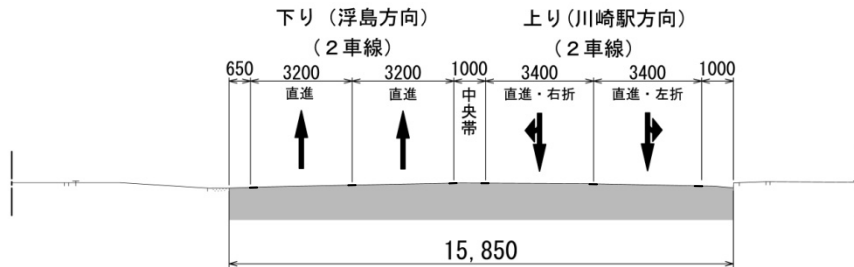 下り（浮島方向） 上り(川崎駅方向)
（２車線） （２車線）
650 3200 3200 1000 3400 3400 1000
直進 直進 中央帯 直進・右折 直進・左折
15,850